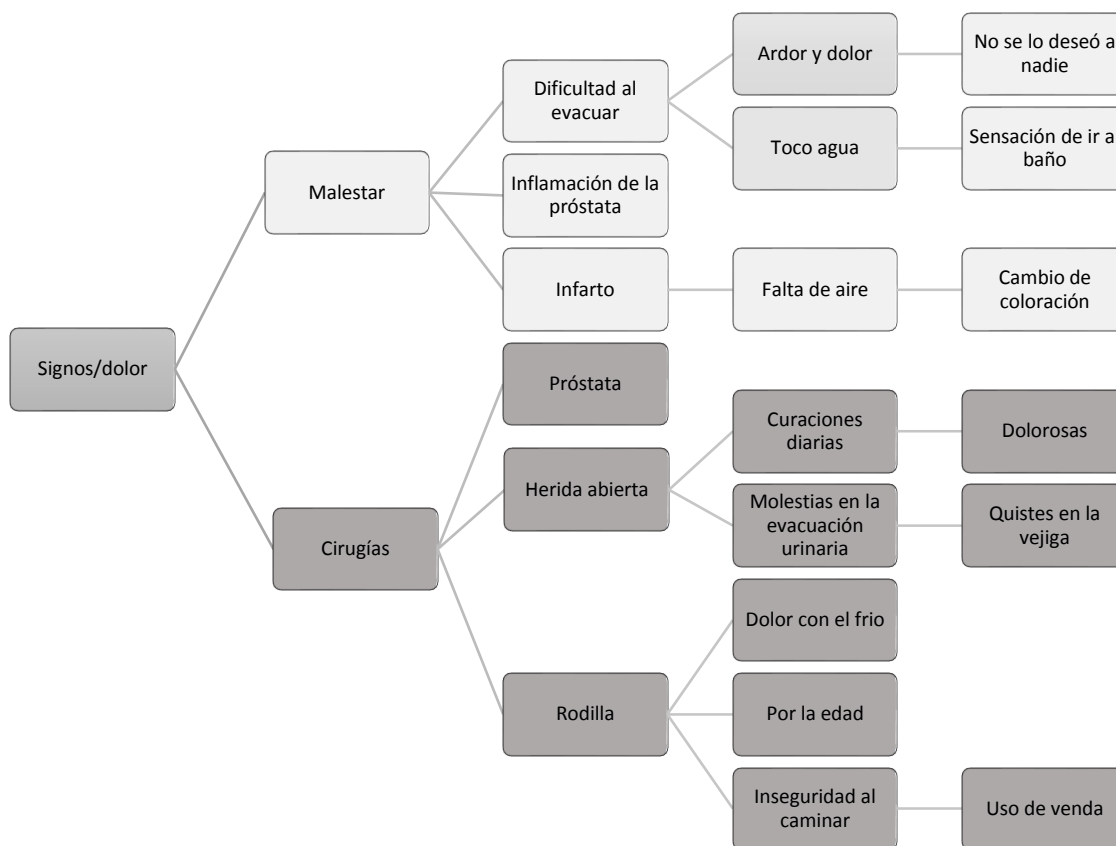 Ardor y dolor
No se lo deseó a
nadie
Dificultad al
evacuar
Toco agua
Sensación de ir a
baño
Malestar
Inflamación de la
próstata
Infarto
Falta de aire
Cambio de
coloración
Signos/dolor
Próstata
Curaciones
diarias
Dolorosas
Herida abierta
Molestias en la
evacuación
urinaria
Quistes en la
vejiga
Cirugías
Dolor con el frio
Rodilla
Por la edad
Inseguridad al
caminar
Uso de venda